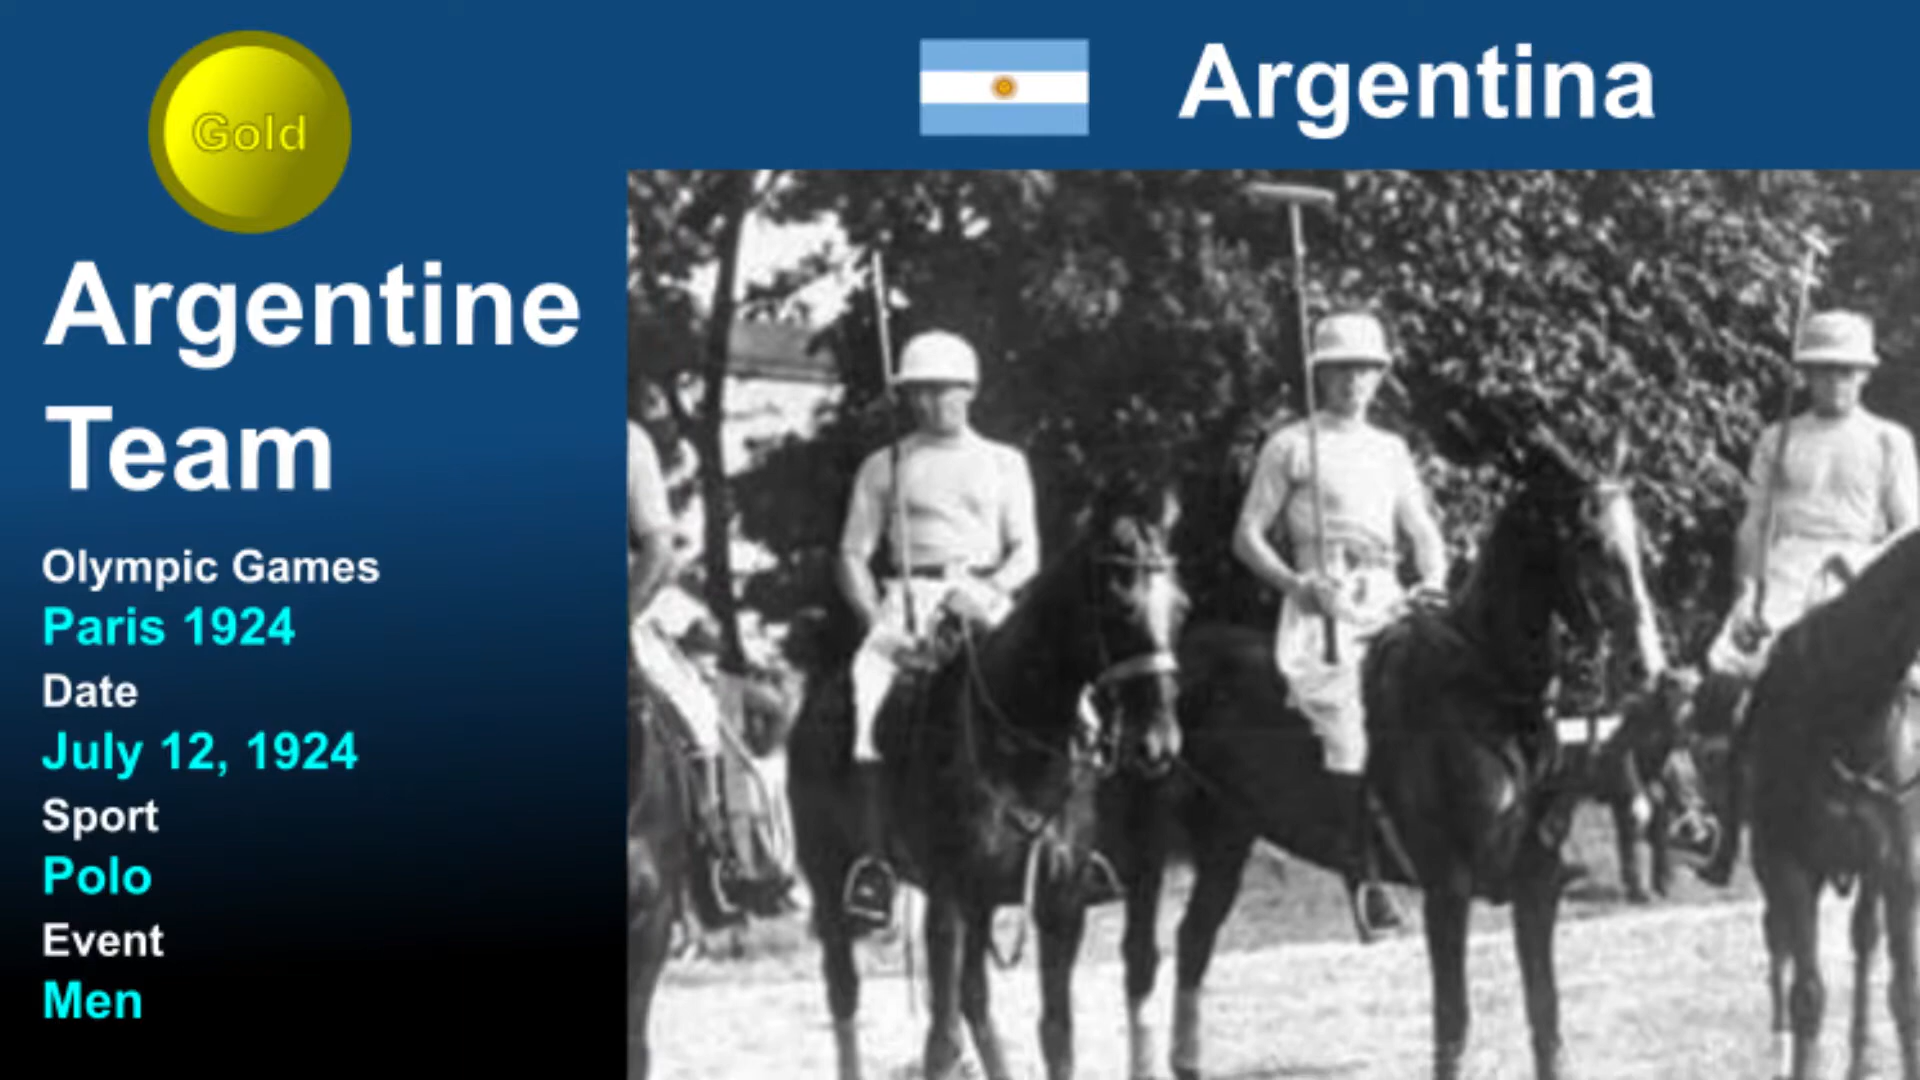 Gold
Argentina
Argentine
Team
Olympic Games
Paris 1924
Date
July 12, 1924
Sport
Polo
Event
Men